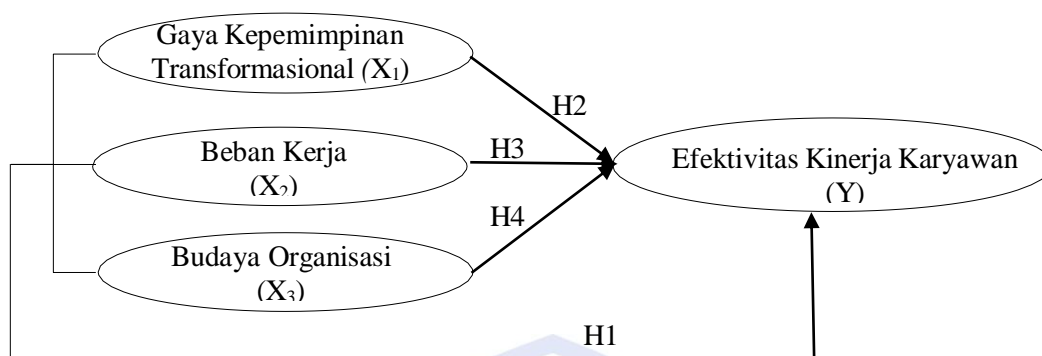 Gaya Kepemimpinan
Transformasional (X₁)
H2
Beban Kerja
(X₂)
H3
Efektivitas Kinerja Karyawan
(Y)
H4
Budaya Organisasi
(X₃)
H1